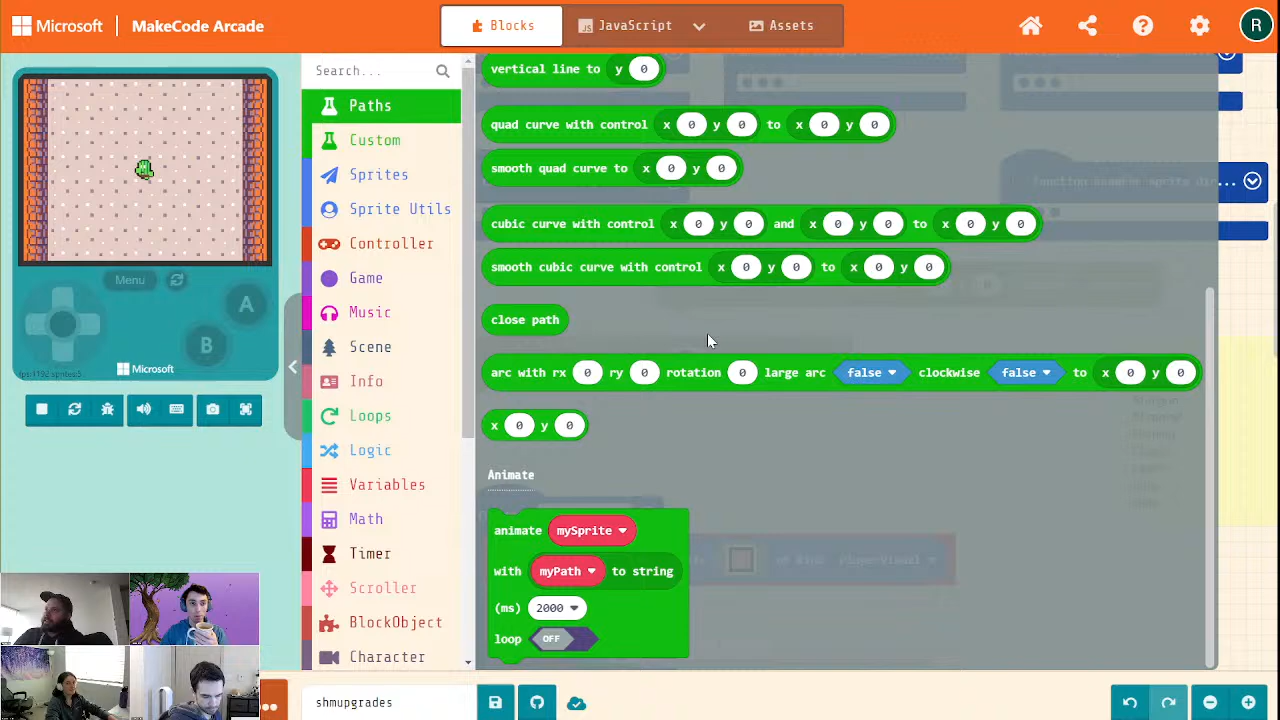 Microsoft MakeCode Arcade Blocks JavaScript Assets R
Search...
Paths
Custom
Sprites
Sprite Utils
Controller
Game
Music
Scene
Info
Loops
Logic
Variables
Math
Timer
Scroller
BlockObject
Character
Menu
A
B
Microsoft
vertical line to y 0
quad curve with control x 0 y 0 to x 0 y 0
smooth quad curve to x 0 y 0
cubic curve with control x 0 y 0 and x 0 y 0 to x 0 y 0
smooth cubic curve with control x 0 y 0 to x 0 y 0
close path
arc with rx 0 ry 0 rotation 0 large arc false clockwise false to x 0 y 0
x 0 y 0
Animate
animate mySprite
with myPath to string
(ms) 2000
loop OFF
shmupgrades